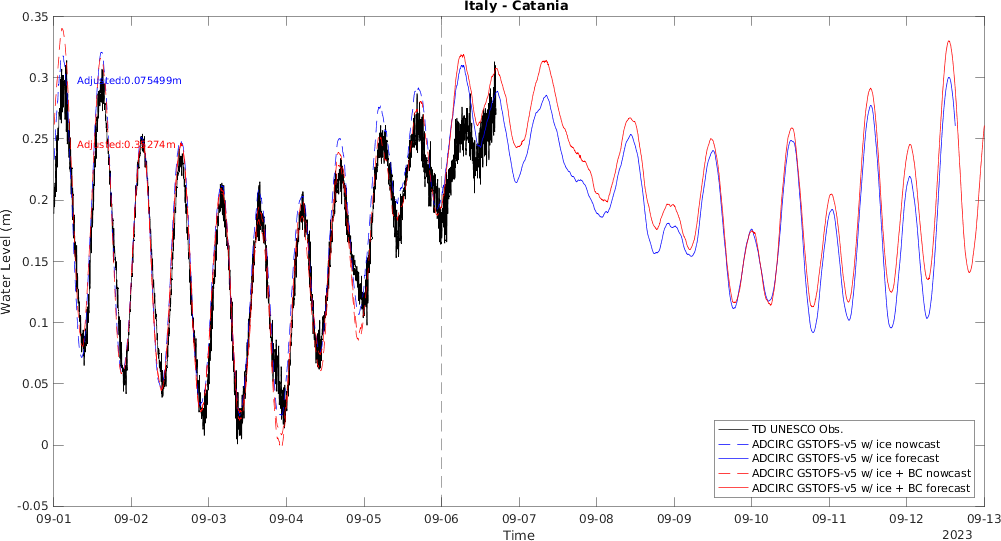 Italy - Catania
Water Level (m)
0.35
0.3
0.25
0.2
0.15
0.1
0.05
0
-0.05
Adjusted:0.075499m
TD UNESCO Obs.
ADCIRC GSTOFS-v5 w/ ice nowcast
ADCIRC GSTOFS-v5 w/ ice forecast
ADCIRC GSTOFS-v5 w/ ice + BC nowcast
ADCIRC GSTOFS-v5 w/ ice + BC forecast
09-01 09-02 09-03 09-04 09-05 09-06 09-07 09-08 09-09 09-10 09-11 09-12 09-13
2023
Time